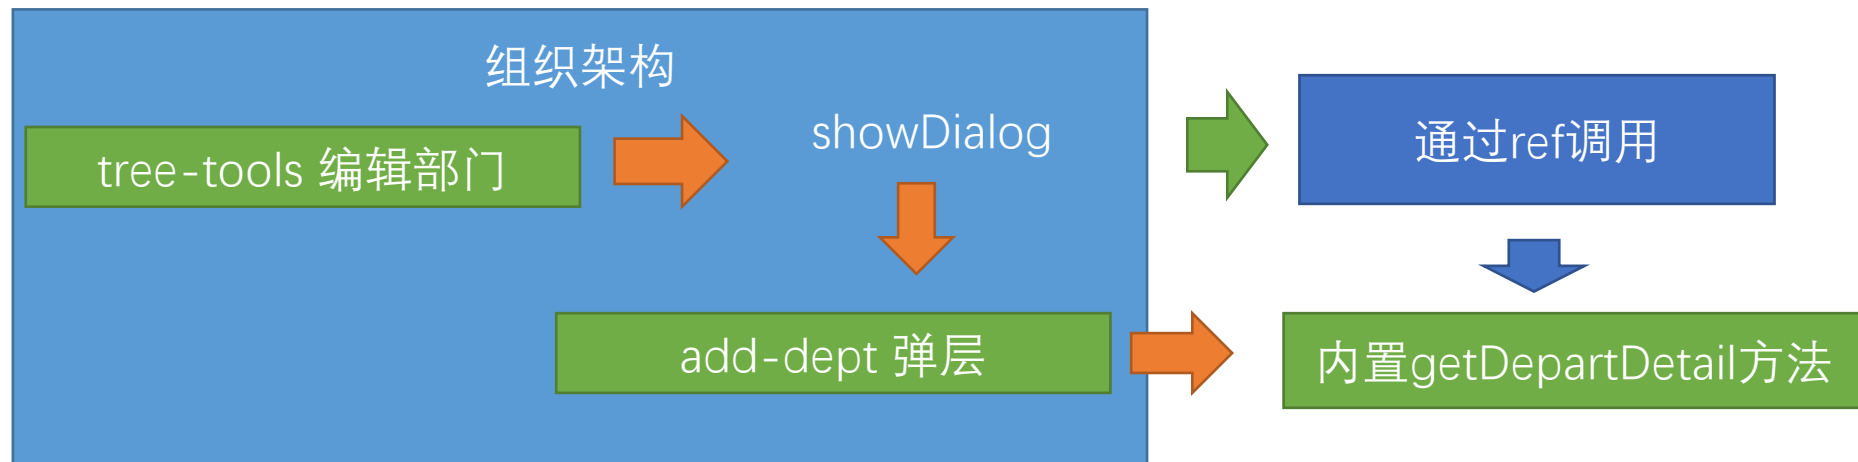 组织架构
tree-tools 编辑部门
showDialog
通过ref调用
add-dept 弹层
内置getDepartDetail方法